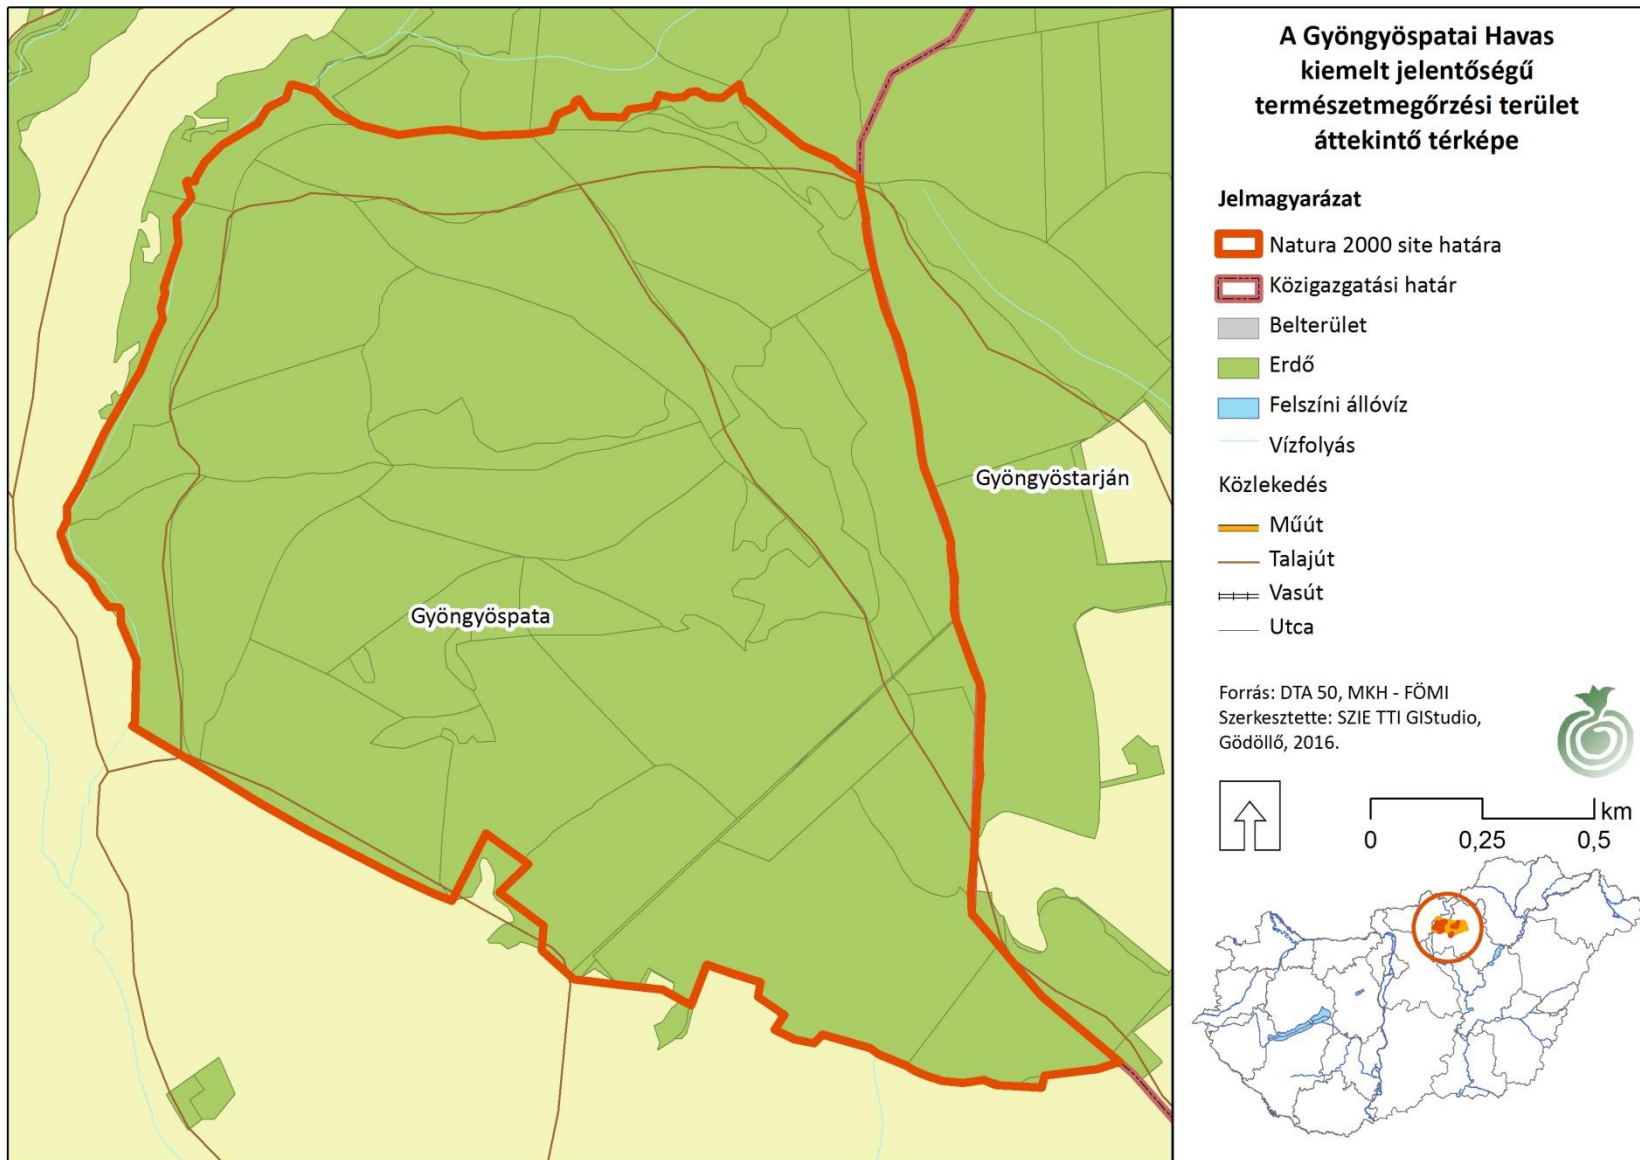 A Gyöngyöspatai Havas
kiemelt jelentőségű
természetmegőrzési terület
áttekintő térképe
Jelmagyarázat
Natura 2000 site határa
Közigazgatási határ
Belterület
Erdő
Felszíni állóvíz
Vízfolyás
Közlekedés
Műút
Talajút
Vasút
Utca
Forrás: DTA 50, MKH - FÖMI
Szerkesztette: SZIE TTI GIStudio,
Gödöllő, 2016.
km
0 0,25 0,5
Gyöngyöstarján
Gyöngyöspata